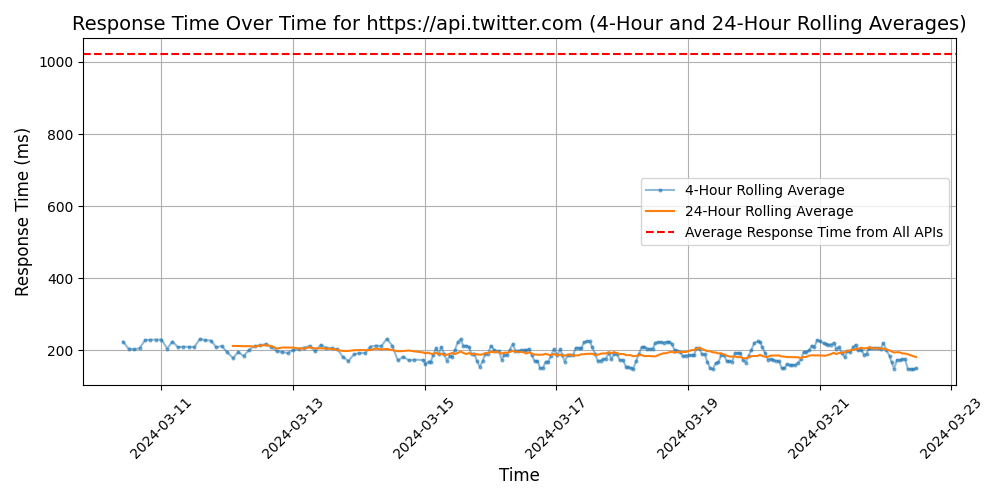 Response Time Over Time for https://api.twitter.com (4-Hour and 24-Hour Rolling Averages)
Response Time (ms)
1000
800
600
400
200
4-Hour Rolling Average
24-Hour Rolling Average
Average Response Time from All APIs
2024-03-11
2024-03-13
2024-03-15
2024-03-17
2024-03-19
2024-03-21
2024-03-23
Time